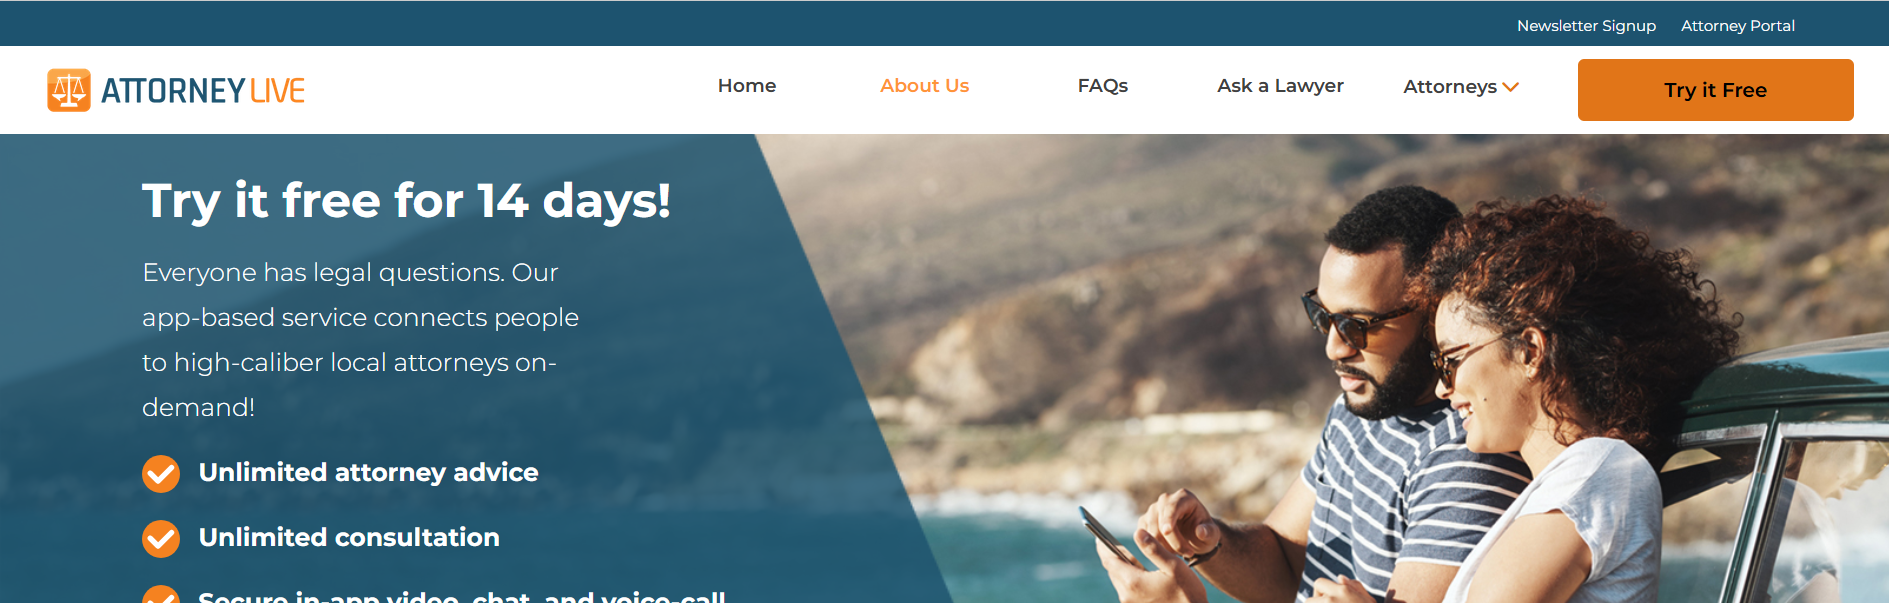 Newsletter Signup Attorney Portal
ATTORNEY LIVE
Home About Us FAQs Ask a Lawyer Attorneys Try it Free
Try it free for 14 days!
Everyone has legal questions. Our
app-based service connects people
to high-caliber local attorneys on-
demand!
Unlimited attorney advice
Unlimited consultation
Secure in-app video, chat, and voice-call